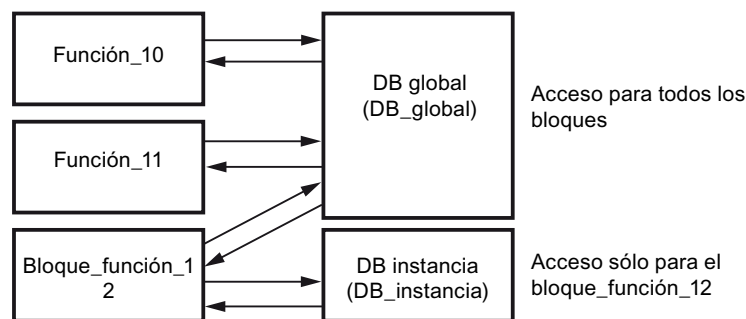 Función_10
DB global
(DB_global)
Acceso para todos los
bloques
Función_11
Bloque_función_1
2
DB instancia
(DB_instancia)
Acceso sólo para el
bloque_función_12